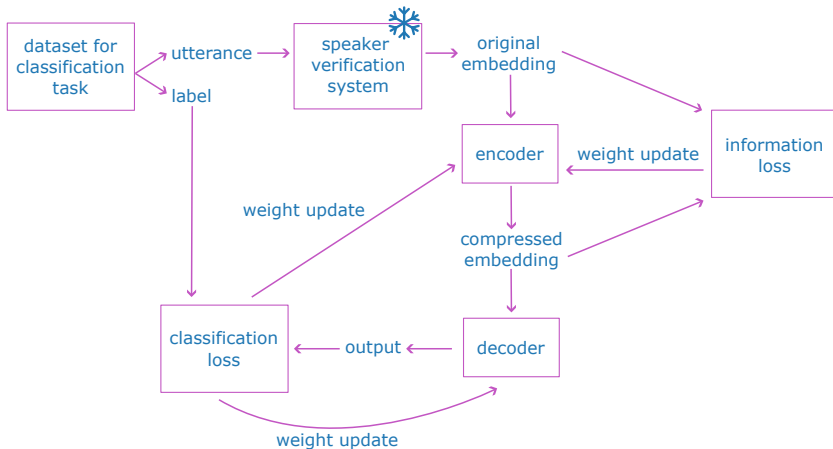 dataset for
classification
task
utterance
label
speaker
verification
system
original
embedding
encoder
weight update
information
loss
weight update
compressed
embedding
classification
loss
output
decoder
weight update